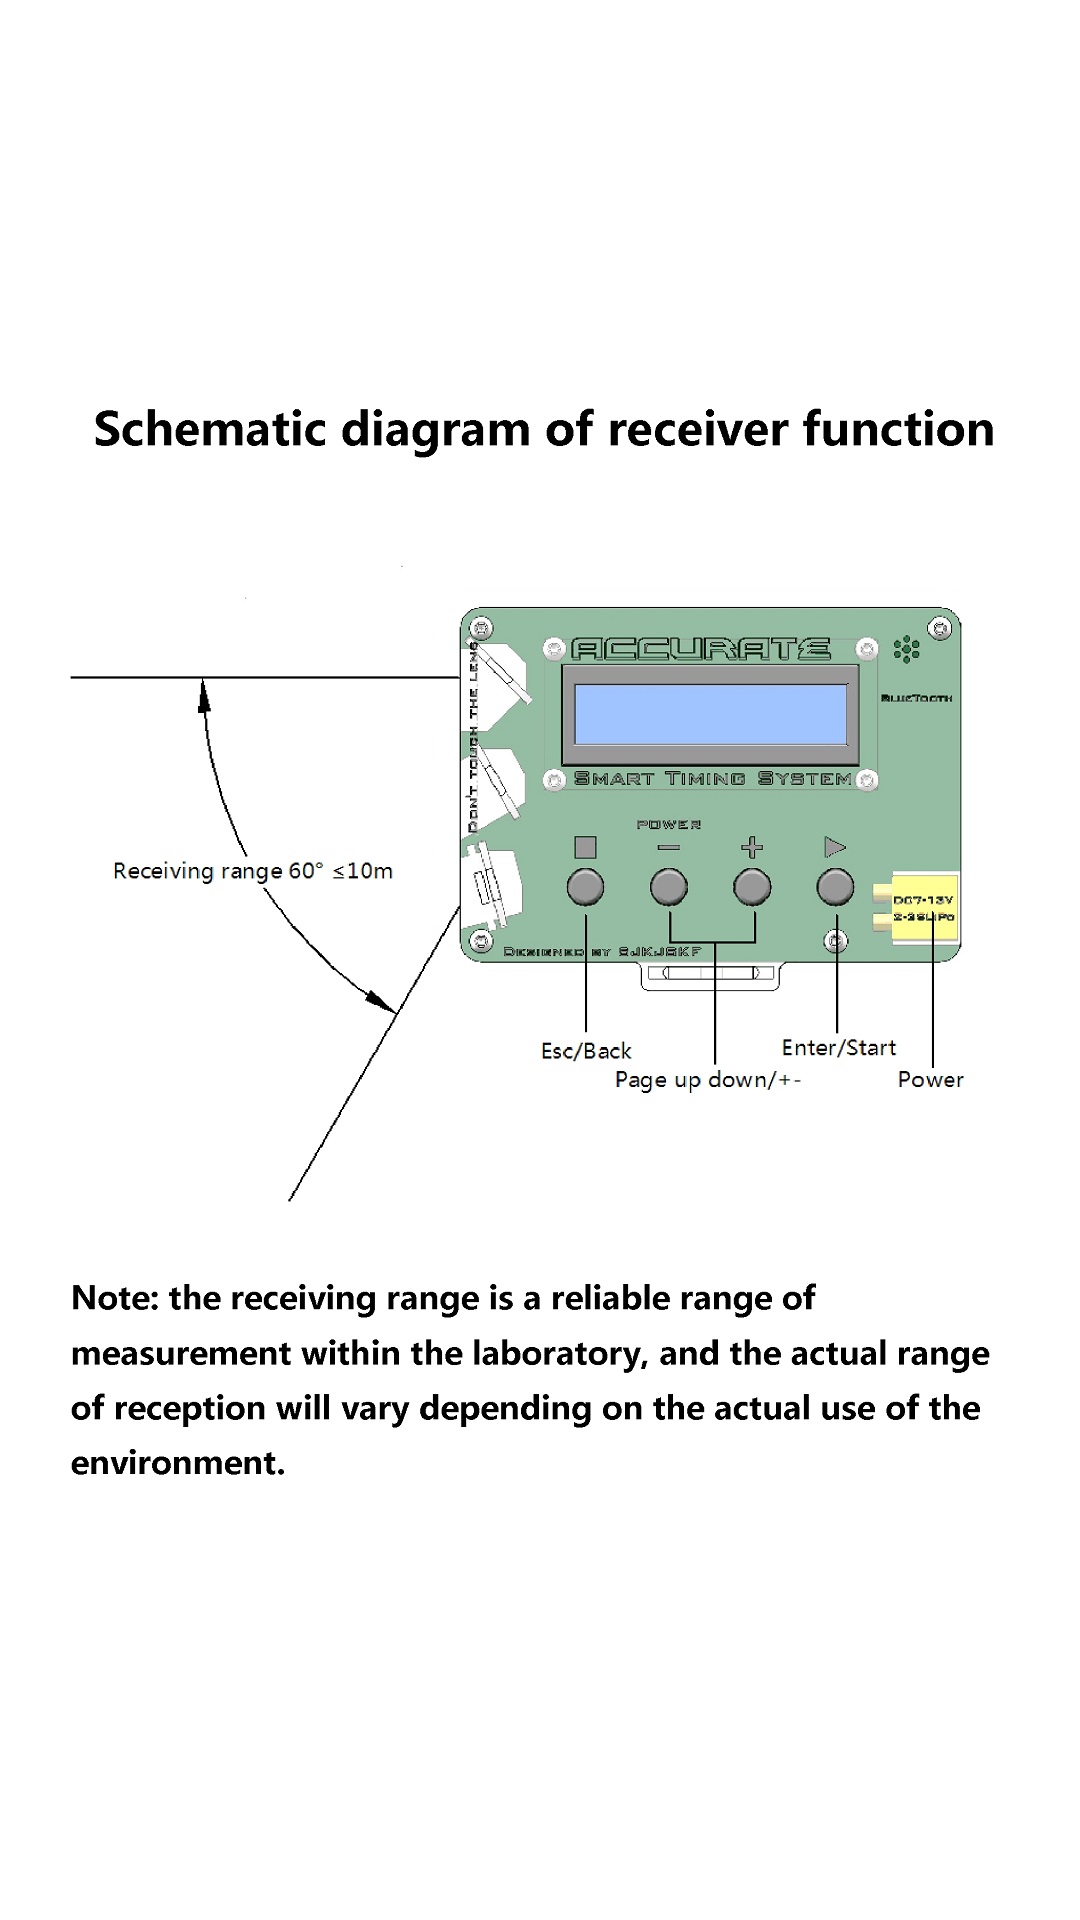 Schematic diagram of receiver function
ACCURATE
BLUETOOTH
DON'T TOUCH THE LENS
SMART TIMING SYSTEM
POWER
Receiving range 60° ≤10m
DC7-13V
2-3SLIPO
DESIGNED BY SJKJSKF
Esc/Back
Enter/Start
Page up down/+-
Power
Note: the receiving range is a reliable range of
measurement within the laboratory, and the actual range
of reception will vary depending on the actual use of the
environment.